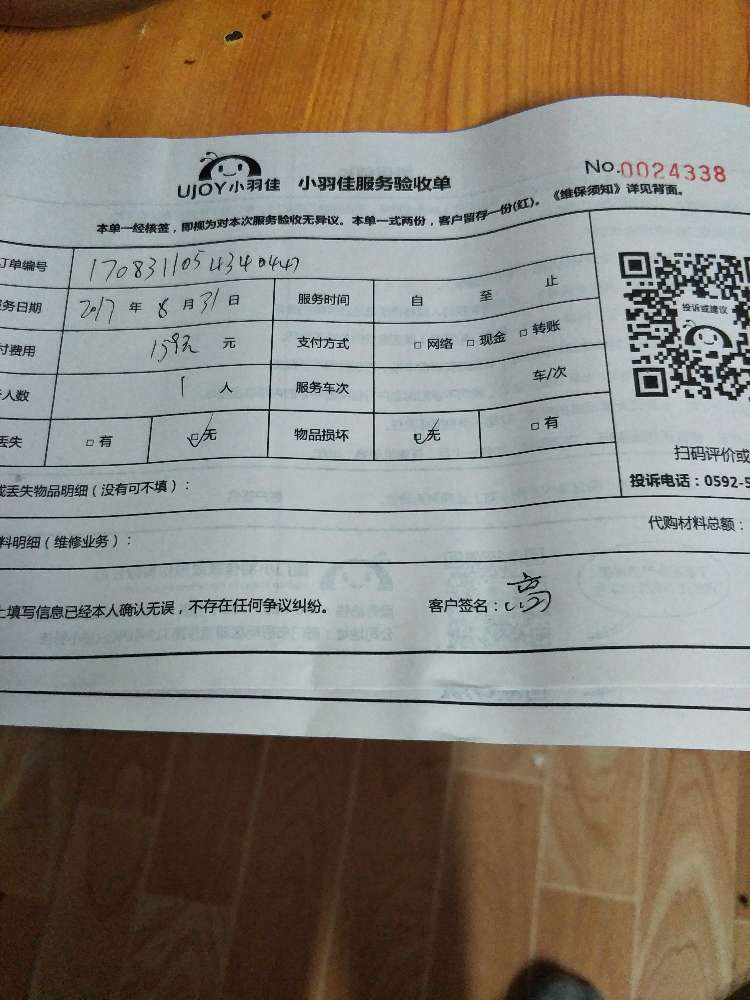 UJOY小羽佳 小羽佳服务验收单 No.0024338
本单一经核签，即视为对本次服务验收无异议。本单一式两份，客户留存一份(红)。《维保须知》详见背面。
订单编号
务日期 2017 年 8 月 31 日 服务时间 自 至 止
付费用 元 支付方式 □ 网络 □ 现金 □ 转账
人数 1 人 服务车次 车/次
丢失 □ 有 □ 无 物品损坏 □ 无 □ 有
投诉或建议
扫码评价或
投诉电话：0592-5
或丢失物品明细（没有可不填）：
代购材料总额：
料明细（维修业务）：
上填写信息已经本人确认无误，不存在任何争议纠纷。 客户签名：